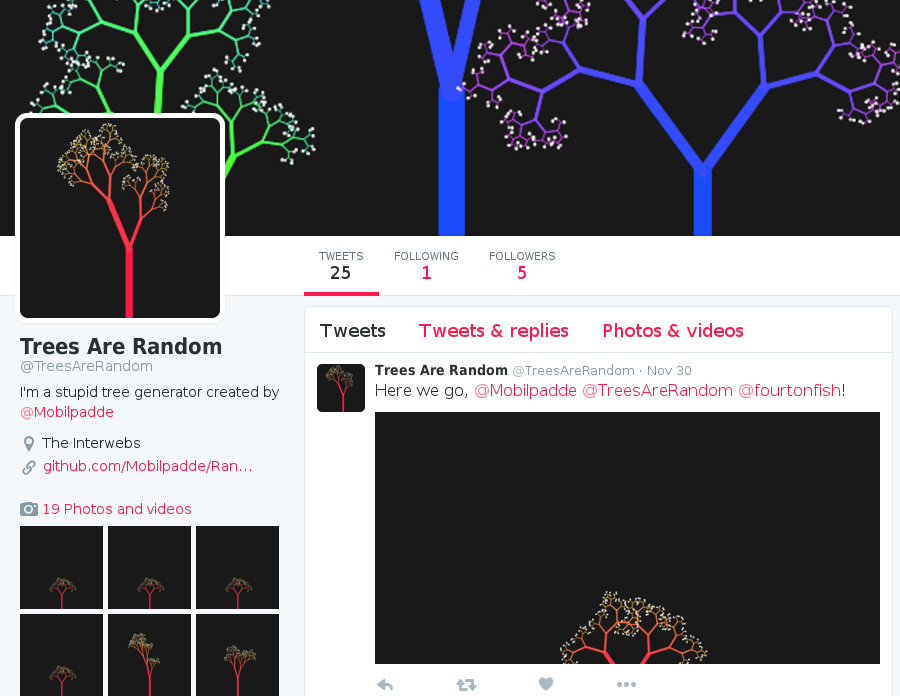 TWEETS FOLLOWING FOLLOWERS
25 1 5
Trees Are Random
@TreesAreRandom
I'm a stupid tree generator created by
@Mobilpadde
The Interwebs
github.com/Mobilpadde/Ran...
19 Photos and videos
Tweets Tweets & replies Photos & videos
Trees Are Random @TreesAreRandom · Nov 30
Here we go, @Mobilpadde @TreesAreRandom @fourtonfish!